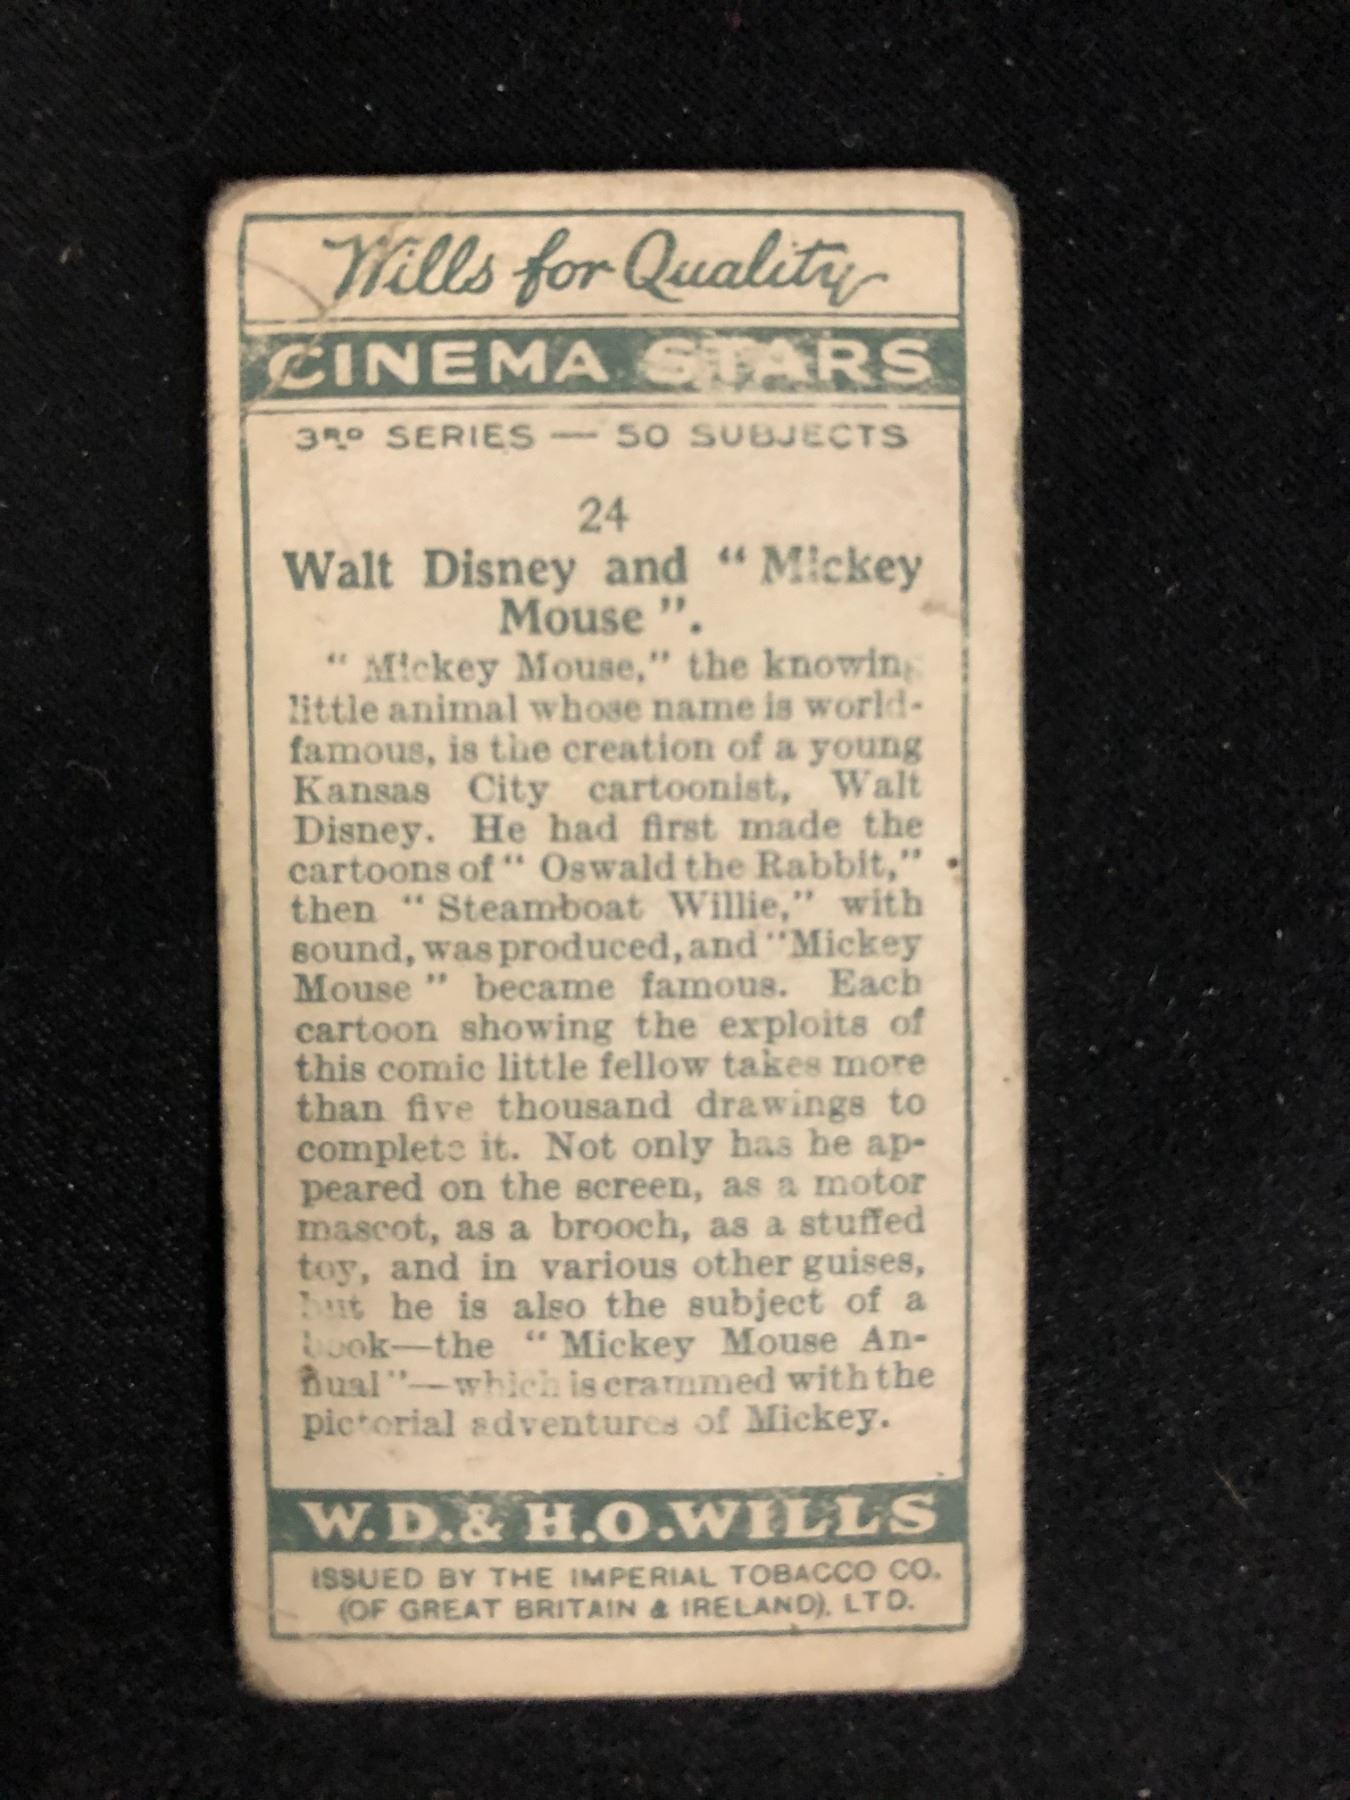 Wills for Quality
CINEMA STARS
3RD SERIES — 50 SUBJECTS
24
Walt Disney and "Mickey
Mouse".
"Mickey Mouse," the knowing
little animal whose name is world-
famous, is the creation of a young
Kansas City cartoonist, Walt
Disney. He had first made the
cartoons of "Oswald the Rabbit,"
then "Steamboat Willie," with
sound, was produced, and "Mickey
Mouse" became famous. Each
cartoon showing the exploits of
this comic little fellow takes more
than five thousand drawings to
complete it. Not only has he ap-
peared on the screen, as a motor
mascot, as a brooch, as a stuffed
toy, and in various other guises,
but he is also the subject of a
book—the "Mickey Mouse An-
nual"—which is crammed with the
pictorial adventures of Mickey.
W.D.& H.O.WILLS
ISSUED BY THE IMPERIAL TOBACCO CO.
(OF GREAT BRITAIN & IRELAND), LTD.